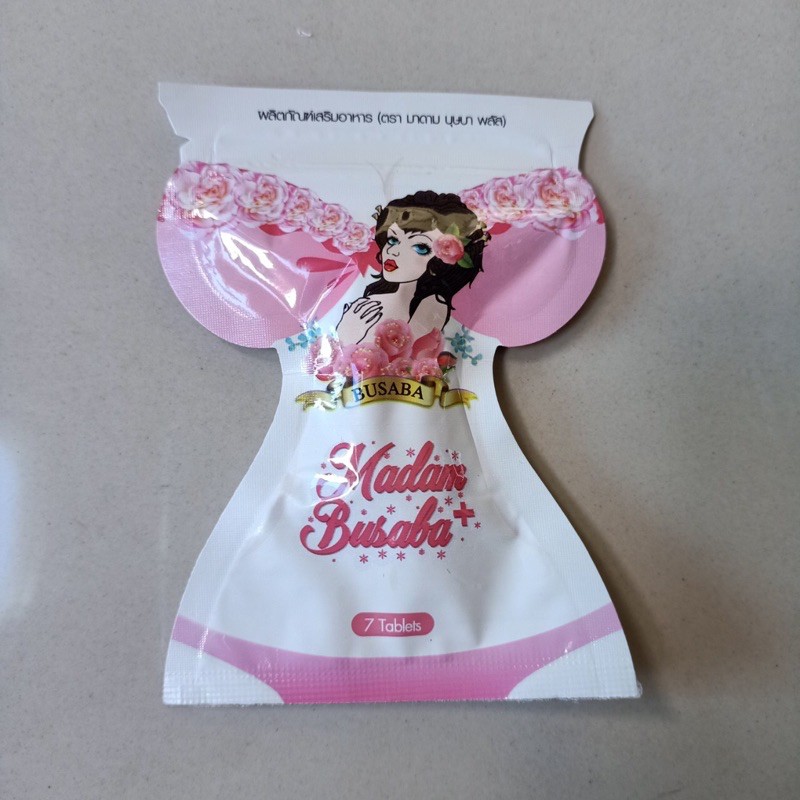 ผลิตภัณฑ์เสริมอาหาร (ตรา มาดาม บุษบา พลัส)
BUSABA
Madam
Busaba+
7 Tablets